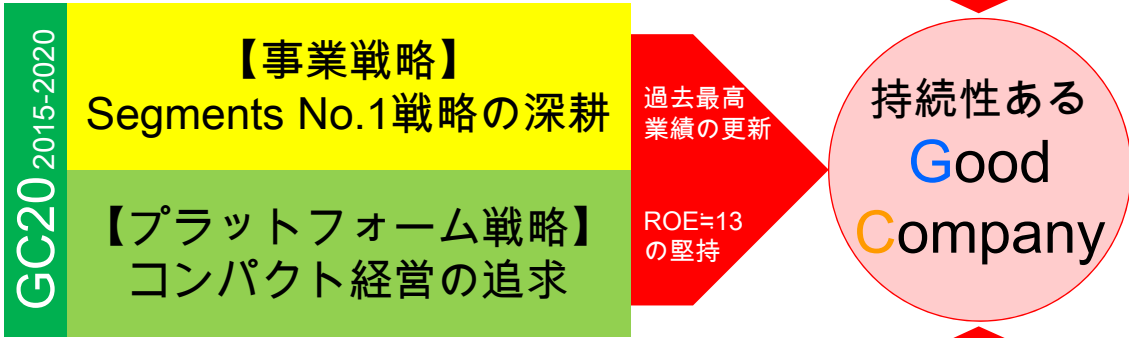 GC20 2015-2020
【事業戦略】
Segments No.1戦略の深耕
【プラットフォーム戦略】
コンパクト経営の追求
過去最高
業績の更新
ROE≒13
の堅持
持続性ある
Good
Company